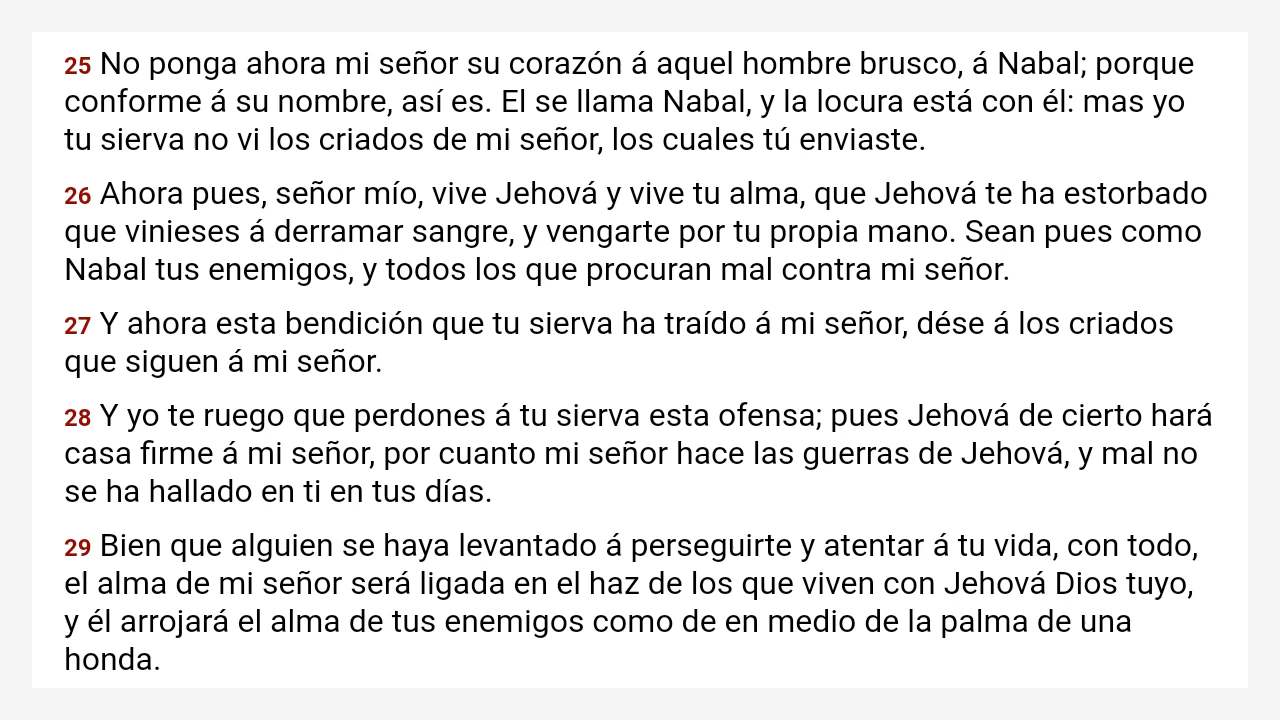 25 No ponga ahora mi señor su corazón á aquel hombre brusco, á Nabal; porque
conforme á su nombre, así es. El se llama Nabal, y la locura está con él: mas yo
tu sierva no vi los criados de mi señor, los cuales tú enviaste.
26 Ahora pues, señor mío, vive Jehová y vive tu alma, que Jehová te ha estorbado
que vinieses á derramar sangre, y vengarte por tu propia mano. Sean pues como
Nabal tus enemigos, y todos los que procuran mal contra mi señor.
27 Y ahora esta bendición que tu sierva ha traído á mi señor, dése á los criados
que siguen á mi señor.
28 Y yo te ruego que perdones á tu sierva esta ofensa; pues Jehová de cierto hará
casa firme á mi señor, por cuanto mi señor hace las guerras de Jehová, y mal no
se ha hallado en ti en tus días.
29 Bien que alguien se haya levantado á perseguirte y atentar á tu vida, con todo,
el alma de mi señor será ligada en el haz de los que viven con Jehová Dios tuyo,
y él arrojará el alma de tus enemigos como de en medio de la palma de una
honda.